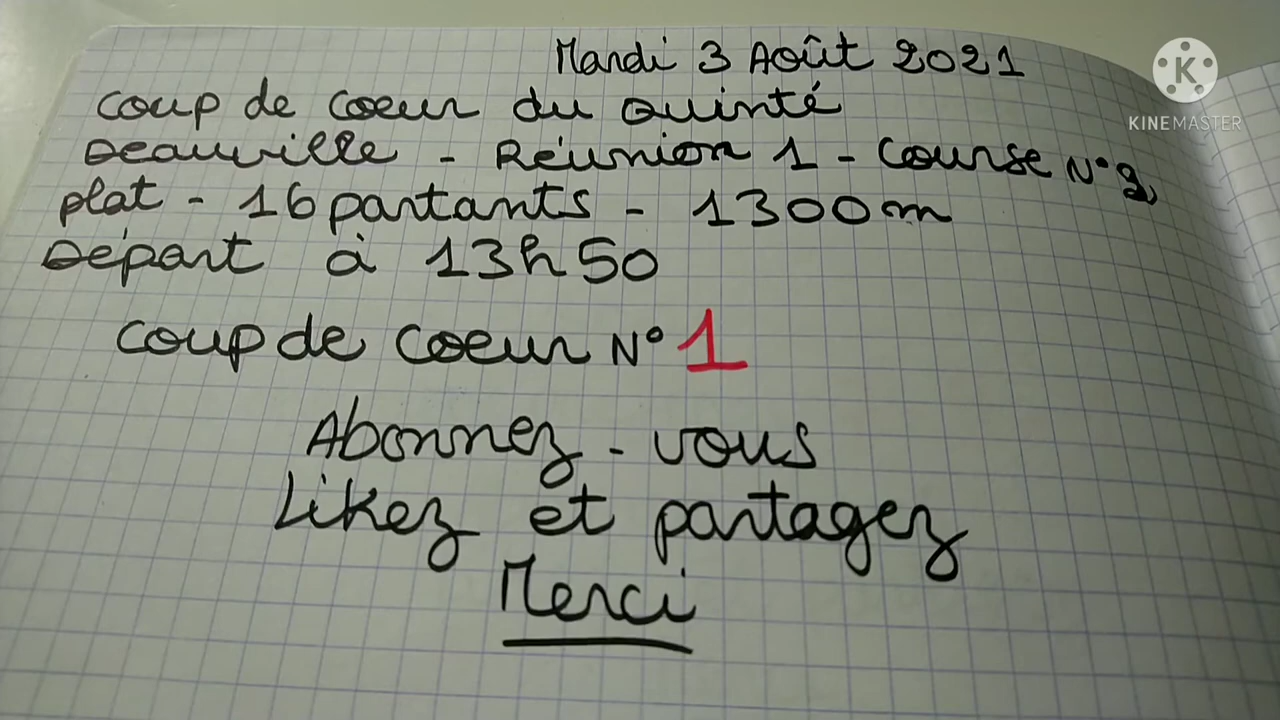 Mardi 3 Août 2021
KINEMASTER
Coup de coeur du Quinté
Deauville - Réunion 1 - Course N°
plat - 16 partants - 1300m
Départ à 13h50
Coup de coeur N° 1
Abonnez-vous
Likez et partagez
Merci